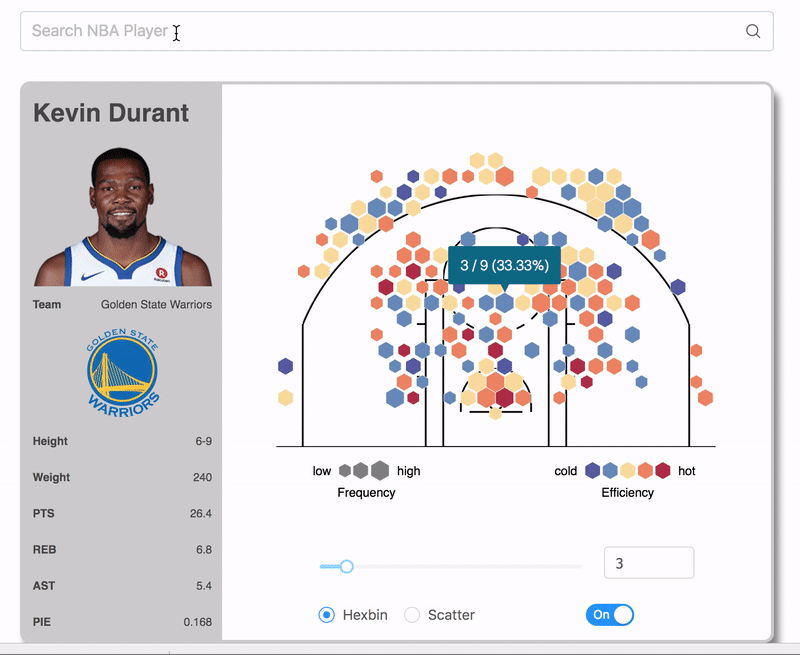 Search NBA Player
Kevin Durant
Team Golden State Warriors
GOLDEN STATE
WARRIORS
Height 6-9
Weight 240
PTS 26.4
REB 6.8
AST 5.4
PIE 0.168
3 / 9 (33.33%)
low high
Frequency
cold hot
Efficiency
3
Hexbin Scatter On